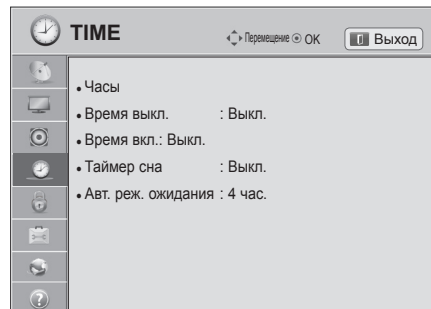 TIME
Перемещение OK
Выход
• Часы
• Время выкл. : Выкл.
• Время вкл.: Выкл.
• Таймер сна : Выкл.
• Авт. реж. ожидания : 4 час.